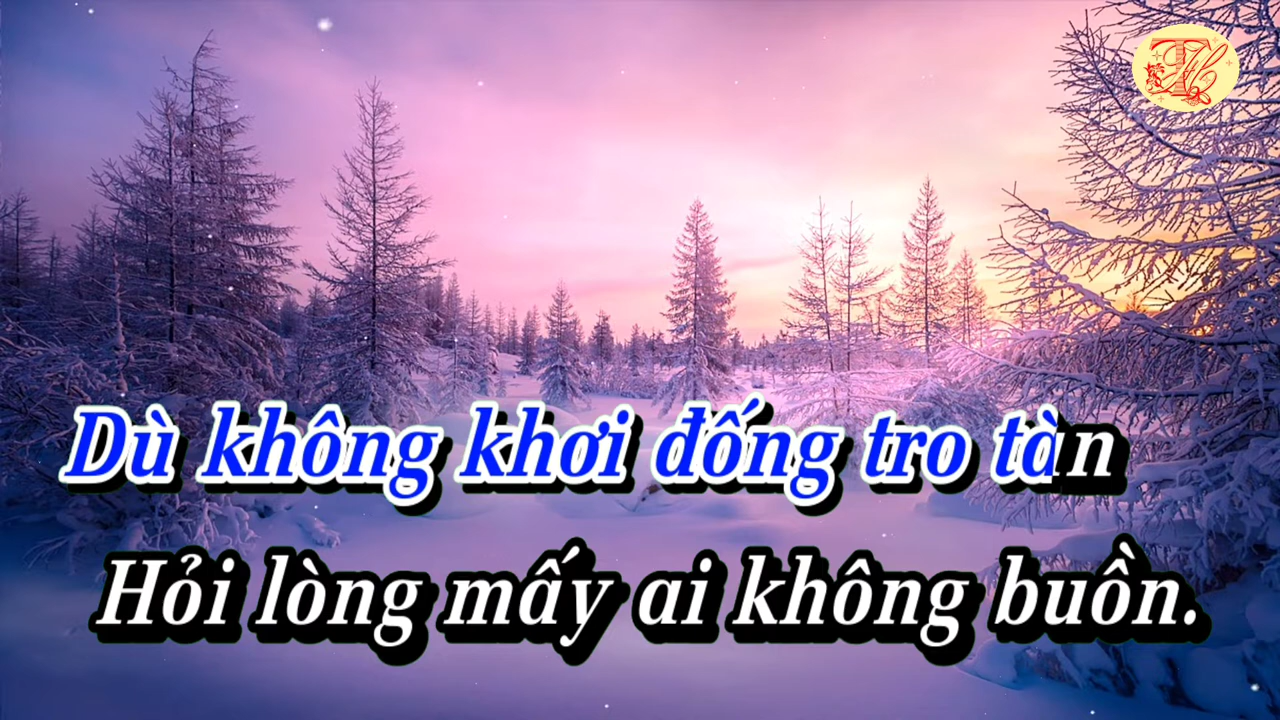 Dù không khơi đống tro tàn
Hỏi lòng mấy ai không buồn.